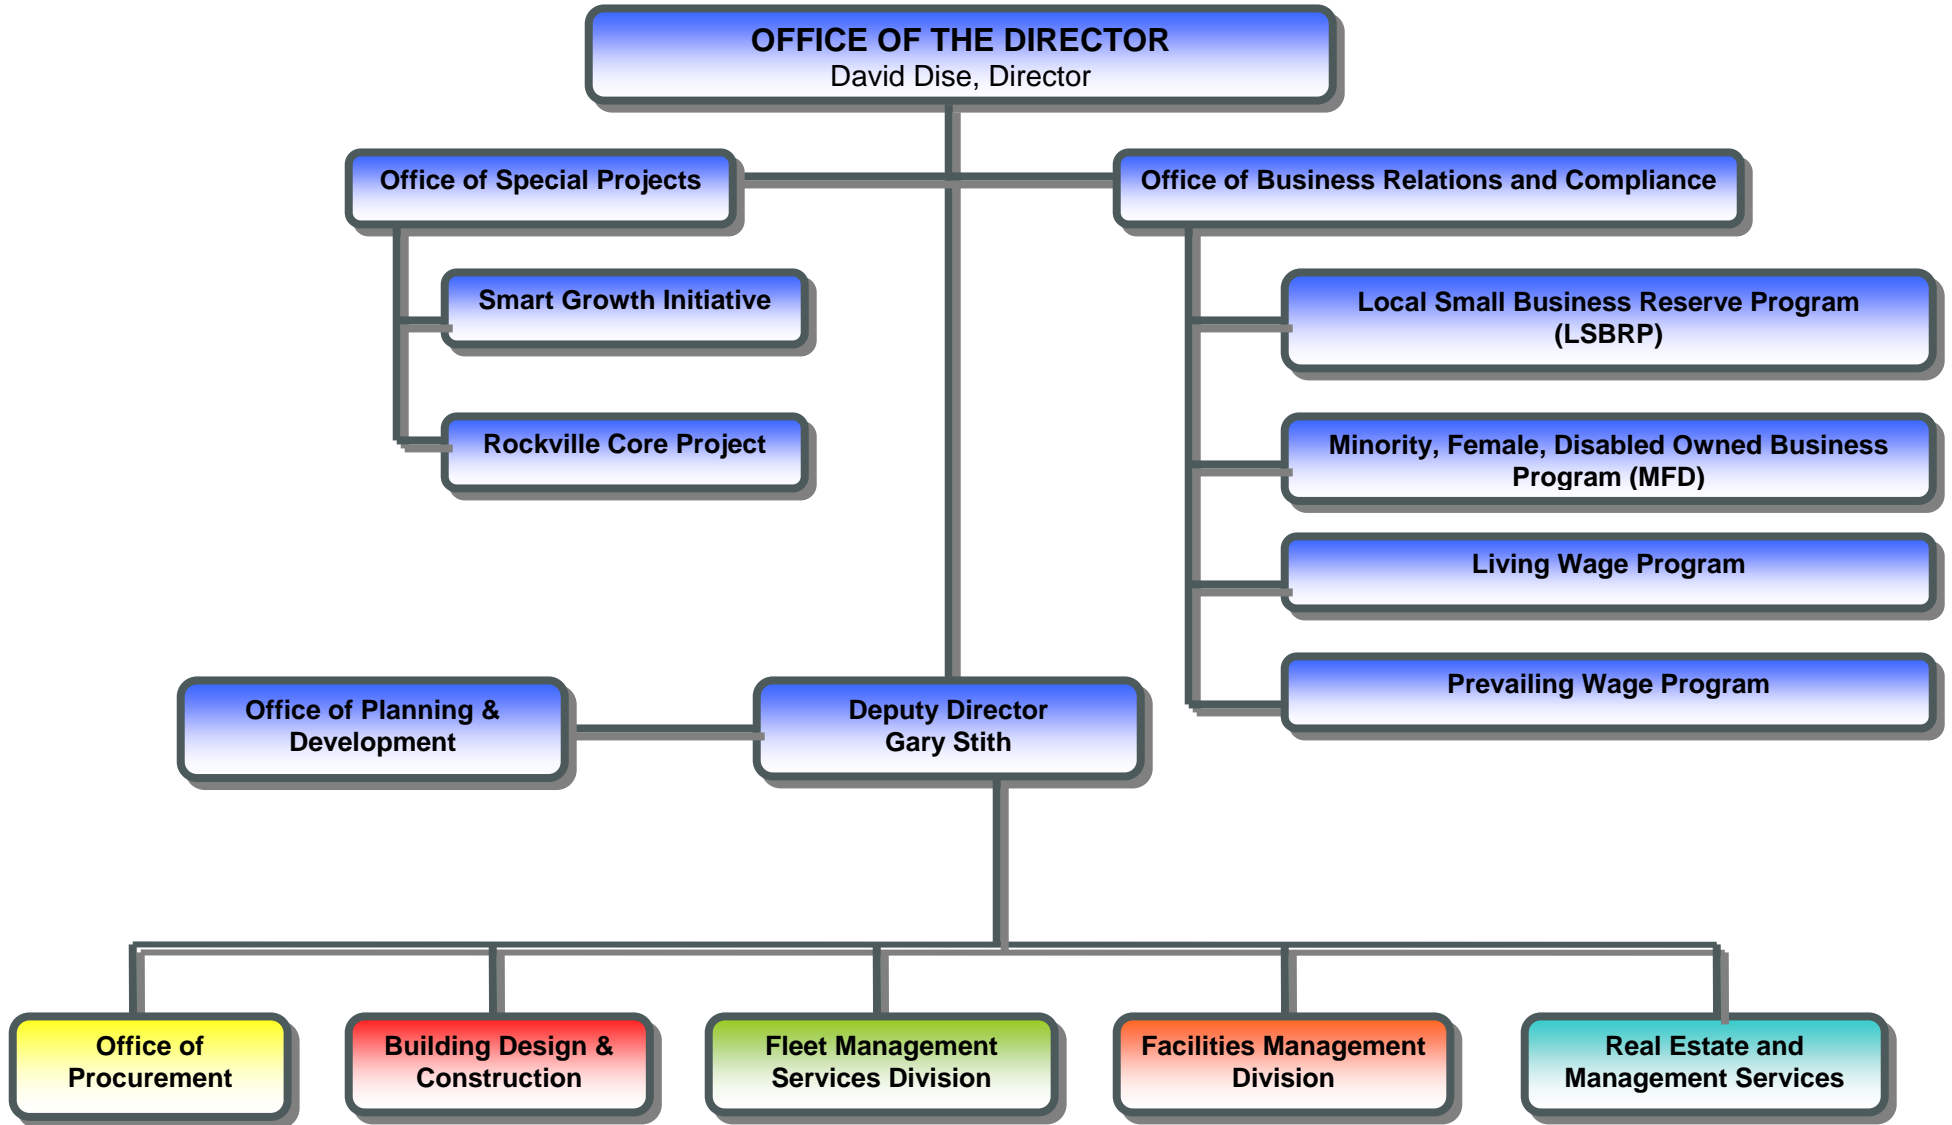 OFFICE OF THE DIRECTOR
David Dise, Director
Office of Special Projects
Office of Business Relations and Compliance
Smart Growth Initiative
Rockville Core Project
Local Small Business Reserve Program
(LSBRP)
Minority, Female, Disabled Owned Business
Program (MFD)
Living Wage Program
Prevailing Wage Program
Office of Planning &
Development
Deputy Director
Gary Stith
Office of
Procurement
Building Design &
Construction
Fleet Management
Services Division
Facilities Management
Division
Real Estate and
Management Services